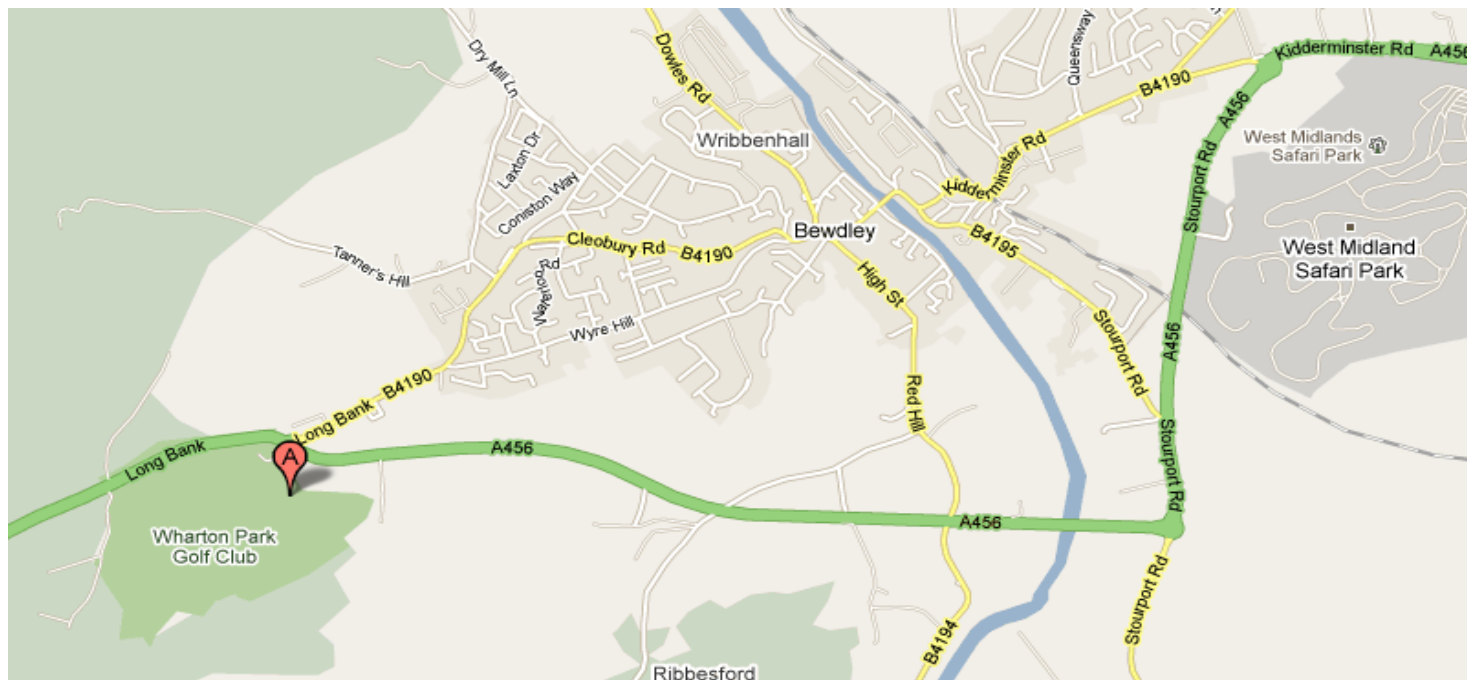 Kidderminster Rd A456
Queensway
Dry Mill Ln
Dowles Rd
B4190
A456
West Midlands
Safari Park
Wribbenhall
Laxton Dr
Kidderminster Rd
Stourport Rd
Coniston Way
Bewdley
B4195
Cleobury Rd B4190
West Midland
Safari Park
Tanner's Hill
Wavenoor Rd
High St
Wyre Hill
A456
Stourport Rd
B4190
Red Hill
Long Bank
Long Bank
A
A456
Stourport Rd
A456
Wharton Park
Golf Club
Stourport Rd
B4194
Ribbesford